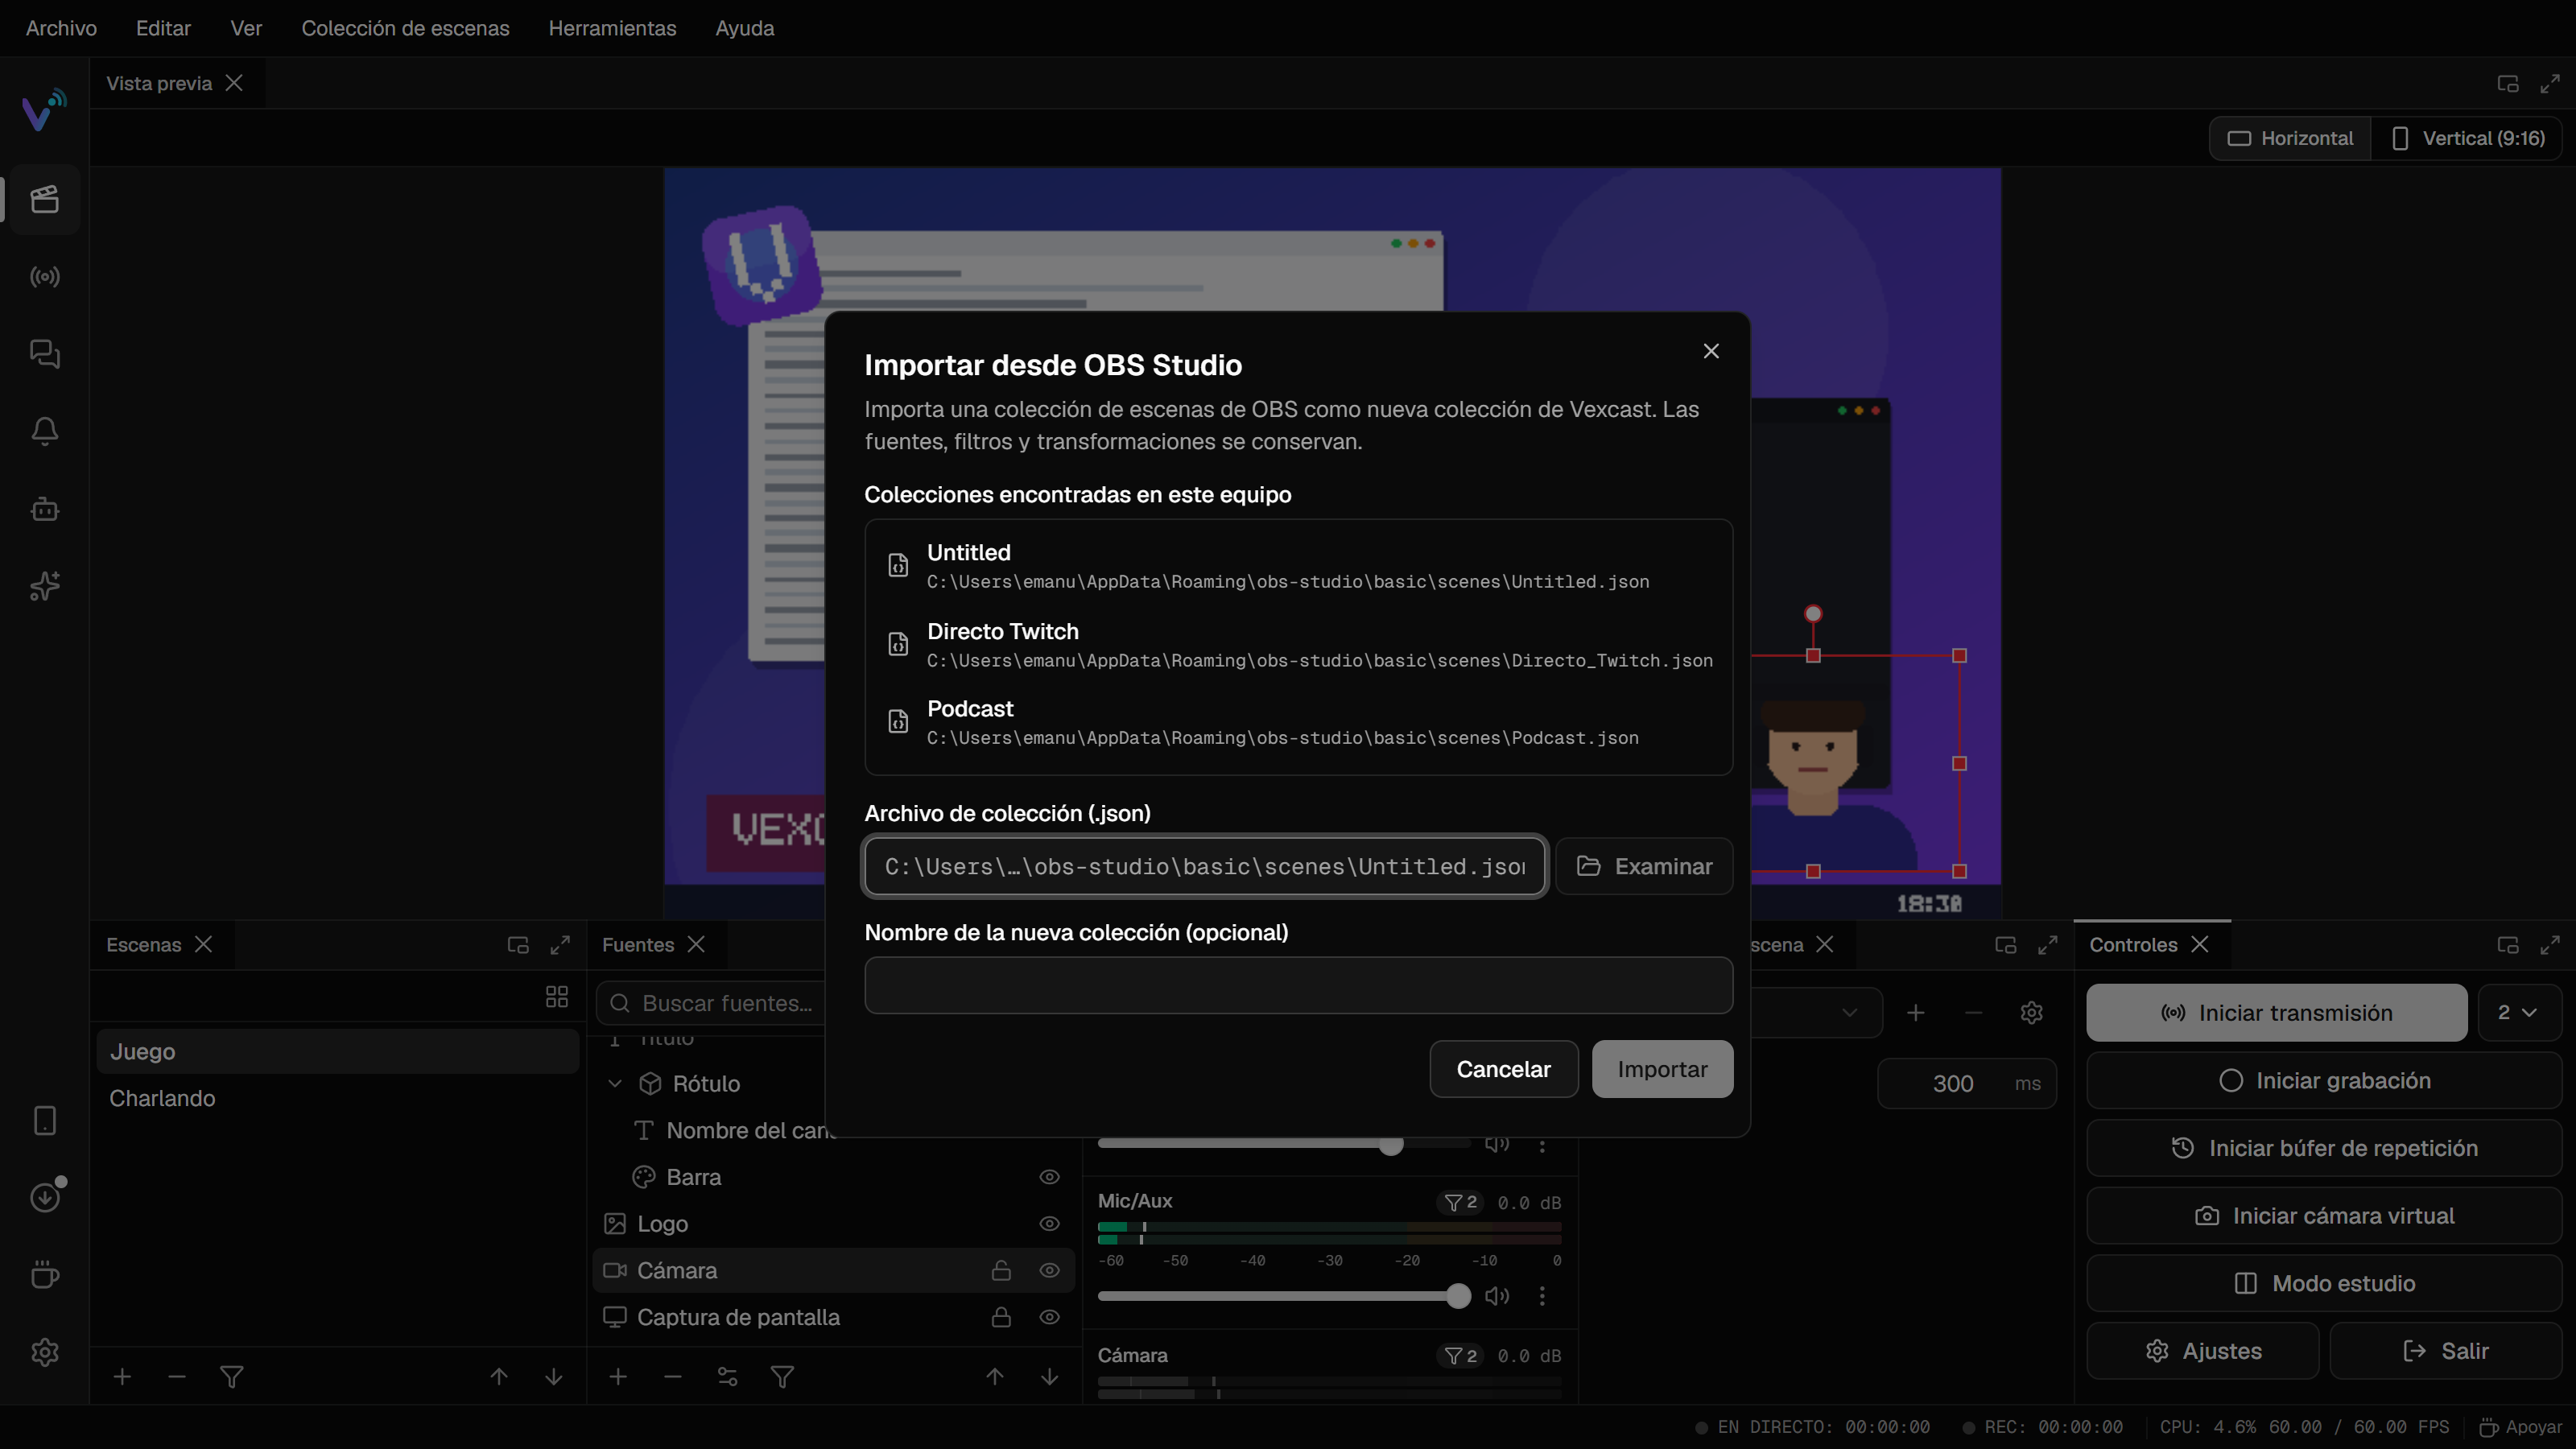 Archivo Editar Ver Colección de escenas Herramientas Ayuda
Vista previa
Horizontal Vertical (9:16)
Importar desde OBS Studio
Importa una colección de escenas de OBS como nueva colección de Vexcast. Las
fuentes, filtros y transformaciones se conservan.
Colecciones encontradas en este equipo
Untitled
C:\Users\emanu\AppData\Roaming\obs-studio\basic\scenes\Untitled.json
Directo Twitch
C:\Users\emanu\AppData\Roaming\obs-studio\basic\scenes\Directo_Twitch.json
Podcast
C:\Users\emanu\AppData\Roaming\obs-studio\basic\scenes\Podcast.json
Archivo de colección (.json)
C:\Users\…\obs-studio\basic\scenes\Untitled.json
Examinar
Nombre de la nueva colección (opcional)
Cancelar Importar
VEXC
18:30
Escenas
Juego
Charlando
Fuentes
Buscar fuentes...
Título
Rótulo
Nombre del can
Barra
Logo
Cámara
Captura de pantalla
Mic/Aux 2 0.0 dB
-60 -50 -40 -30 -20 -10 0
Cámara 2 0.0 dB
scena
300 ms
Controles
Iniciar transmisión 2
Iniciar grabación
Iniciar búfer de repetición
Iniciar cámara virtual
Modo estudio
Ajustes Salir
EN DIRECTO: 00:00:00 REC: 00:00:00 CPU: 4.6% 60.00 / 60.00 FPS Apoyar